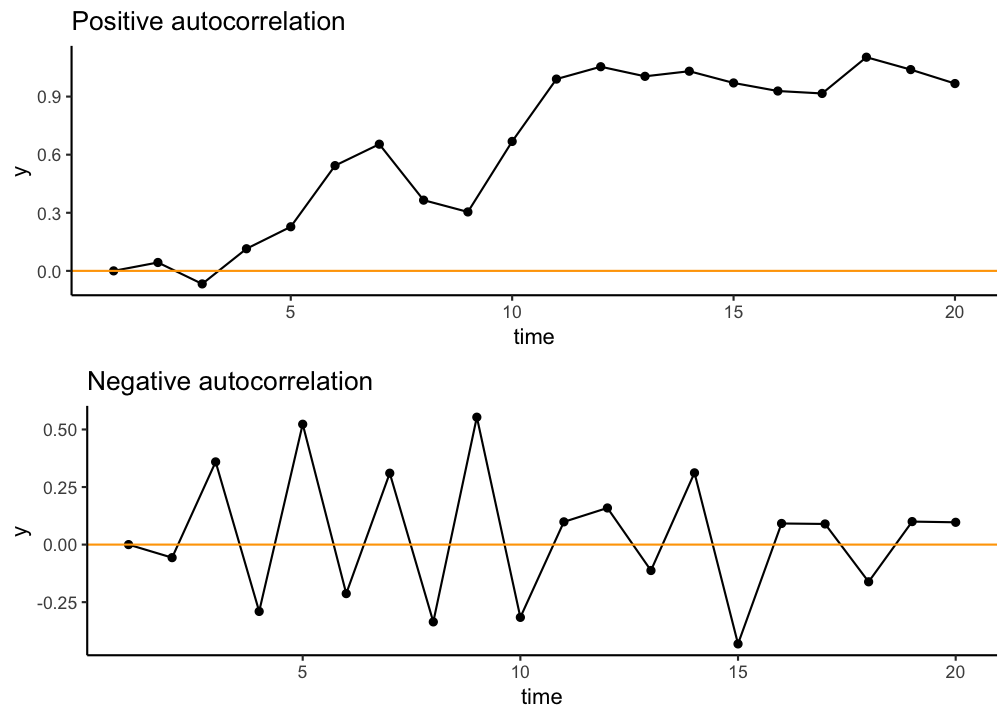 Positive autocorrelation
0.9
0.6
0.3
0.0
y
5 10 15 20
time
Negative autocorrelation
0.50
0.25
0.00
-0.25
y
5 10 15 20
time